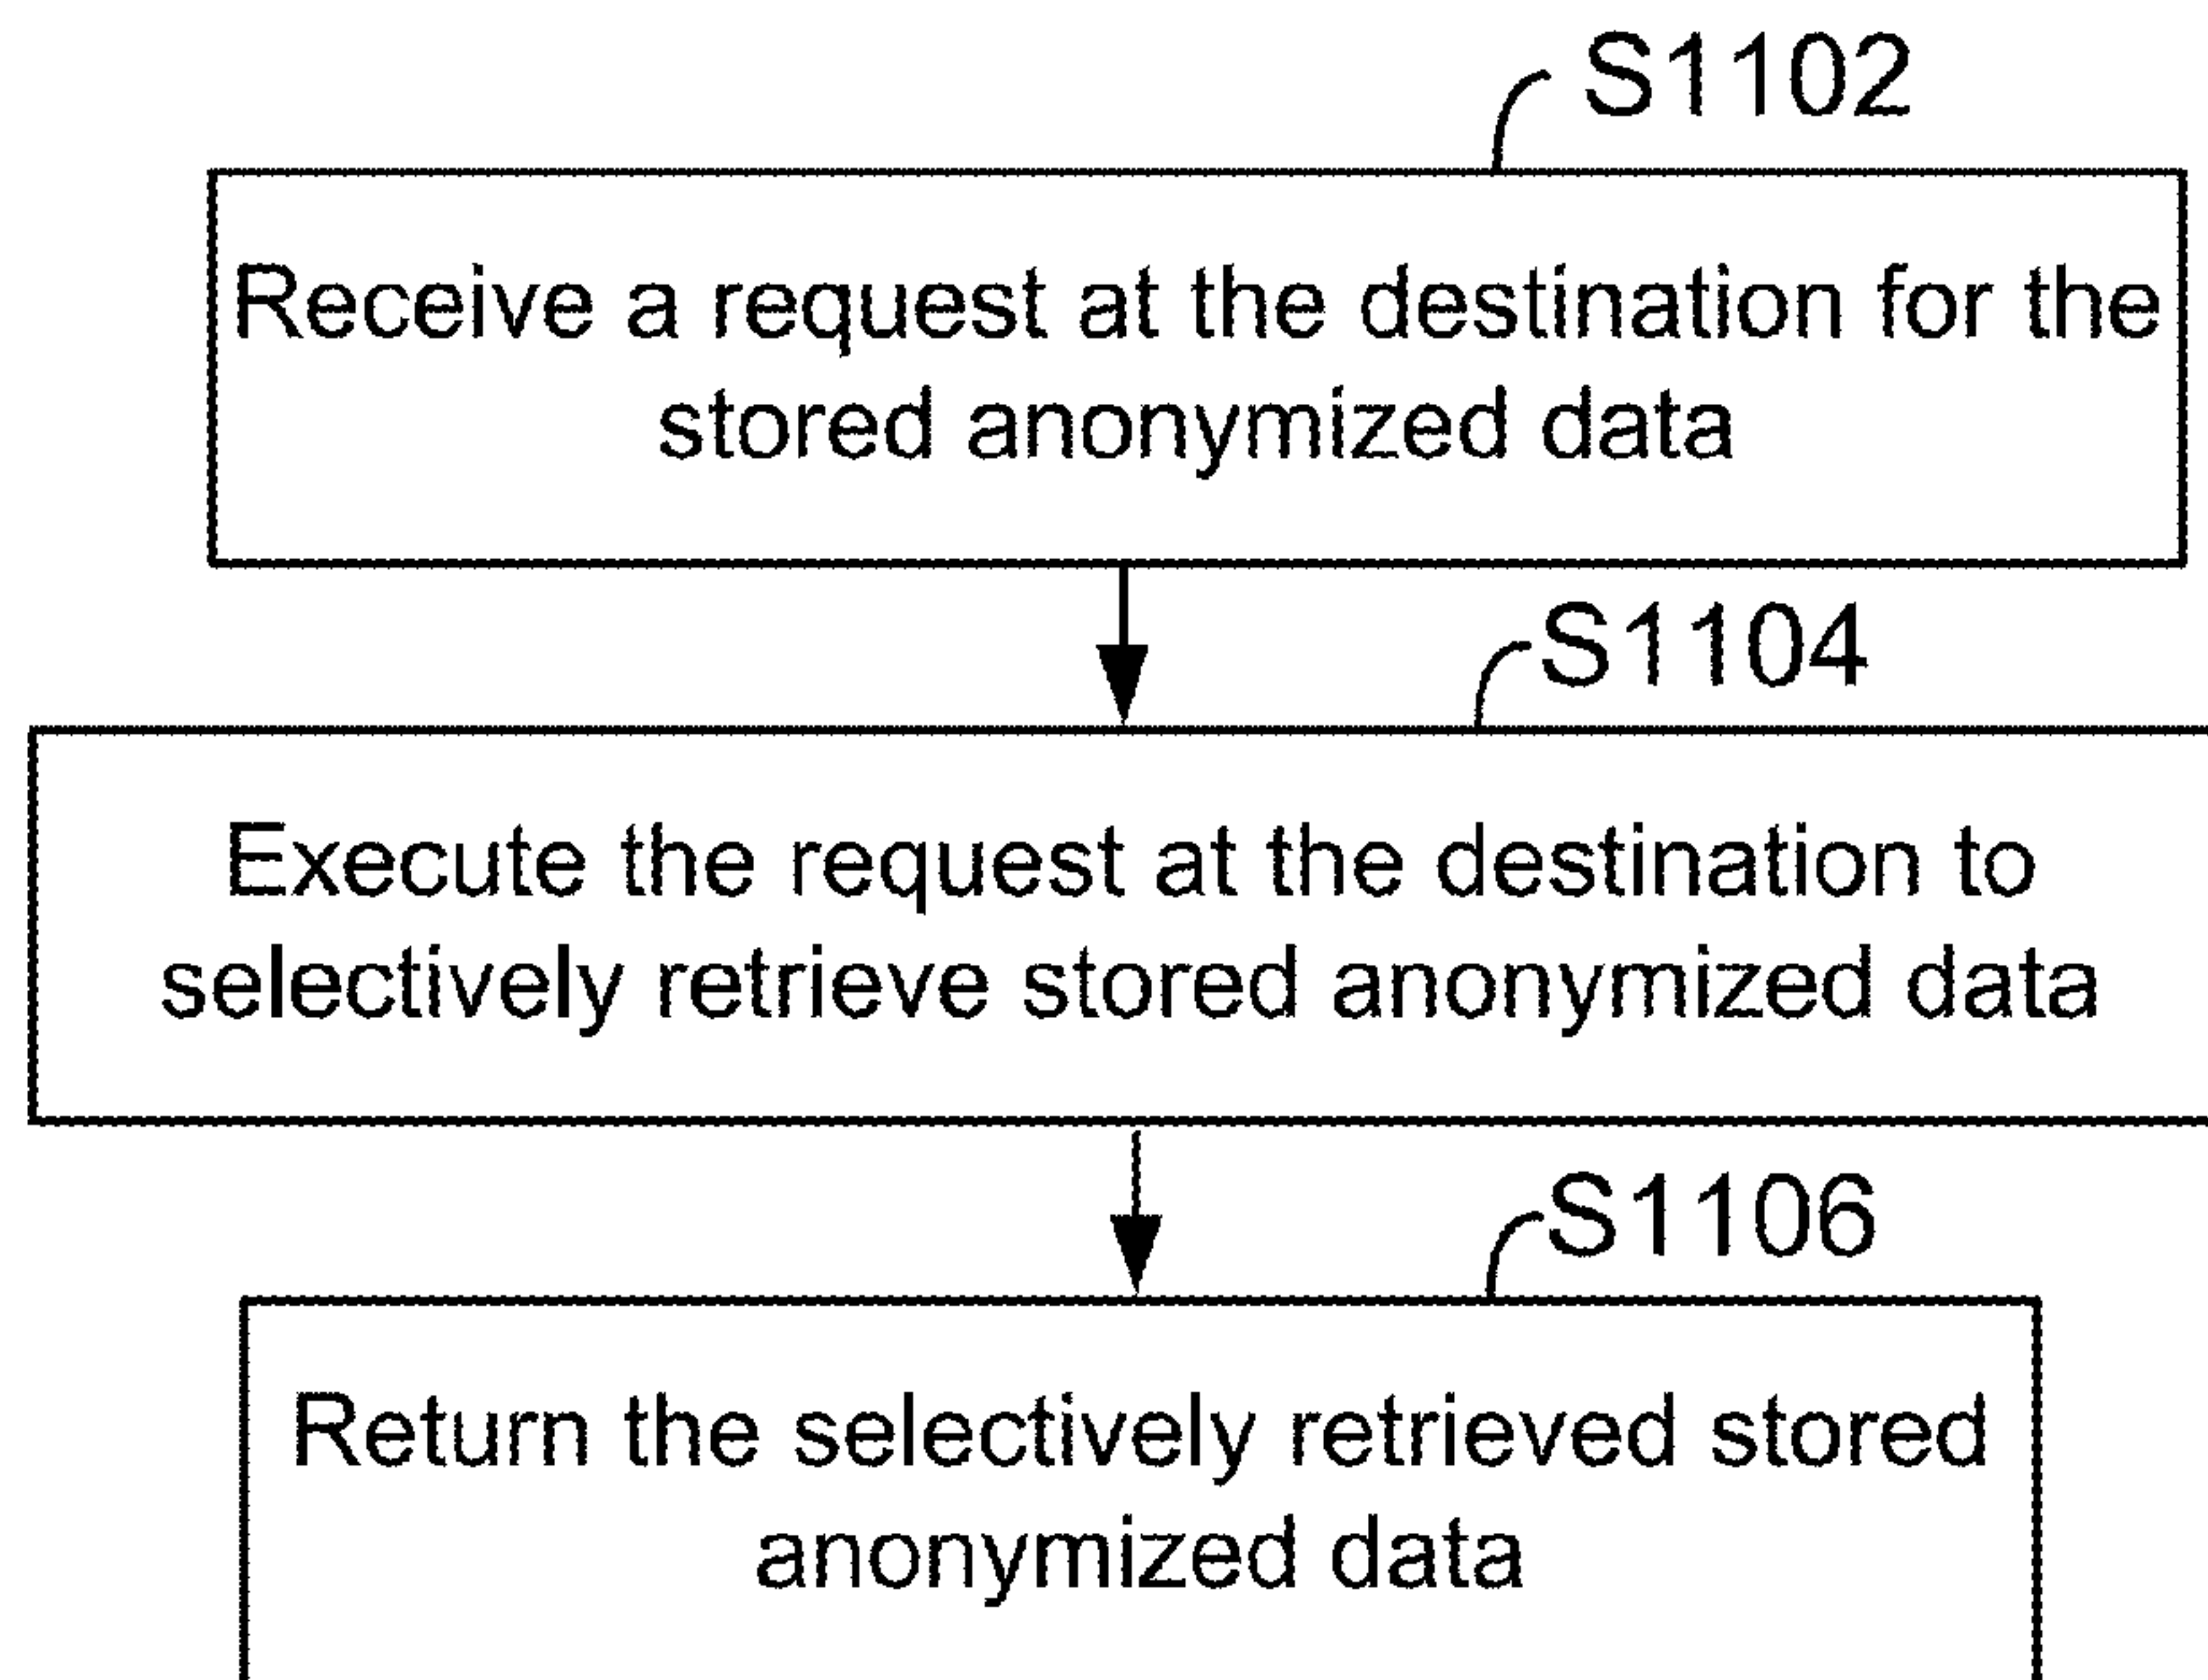 S1102
Receive a request at the destination for the
stored anonymized data
S1104
Execute the request at the destination to
selectively retrieve stored anonymized data
S1106
Return the selectively retrieved stored
anonymized data